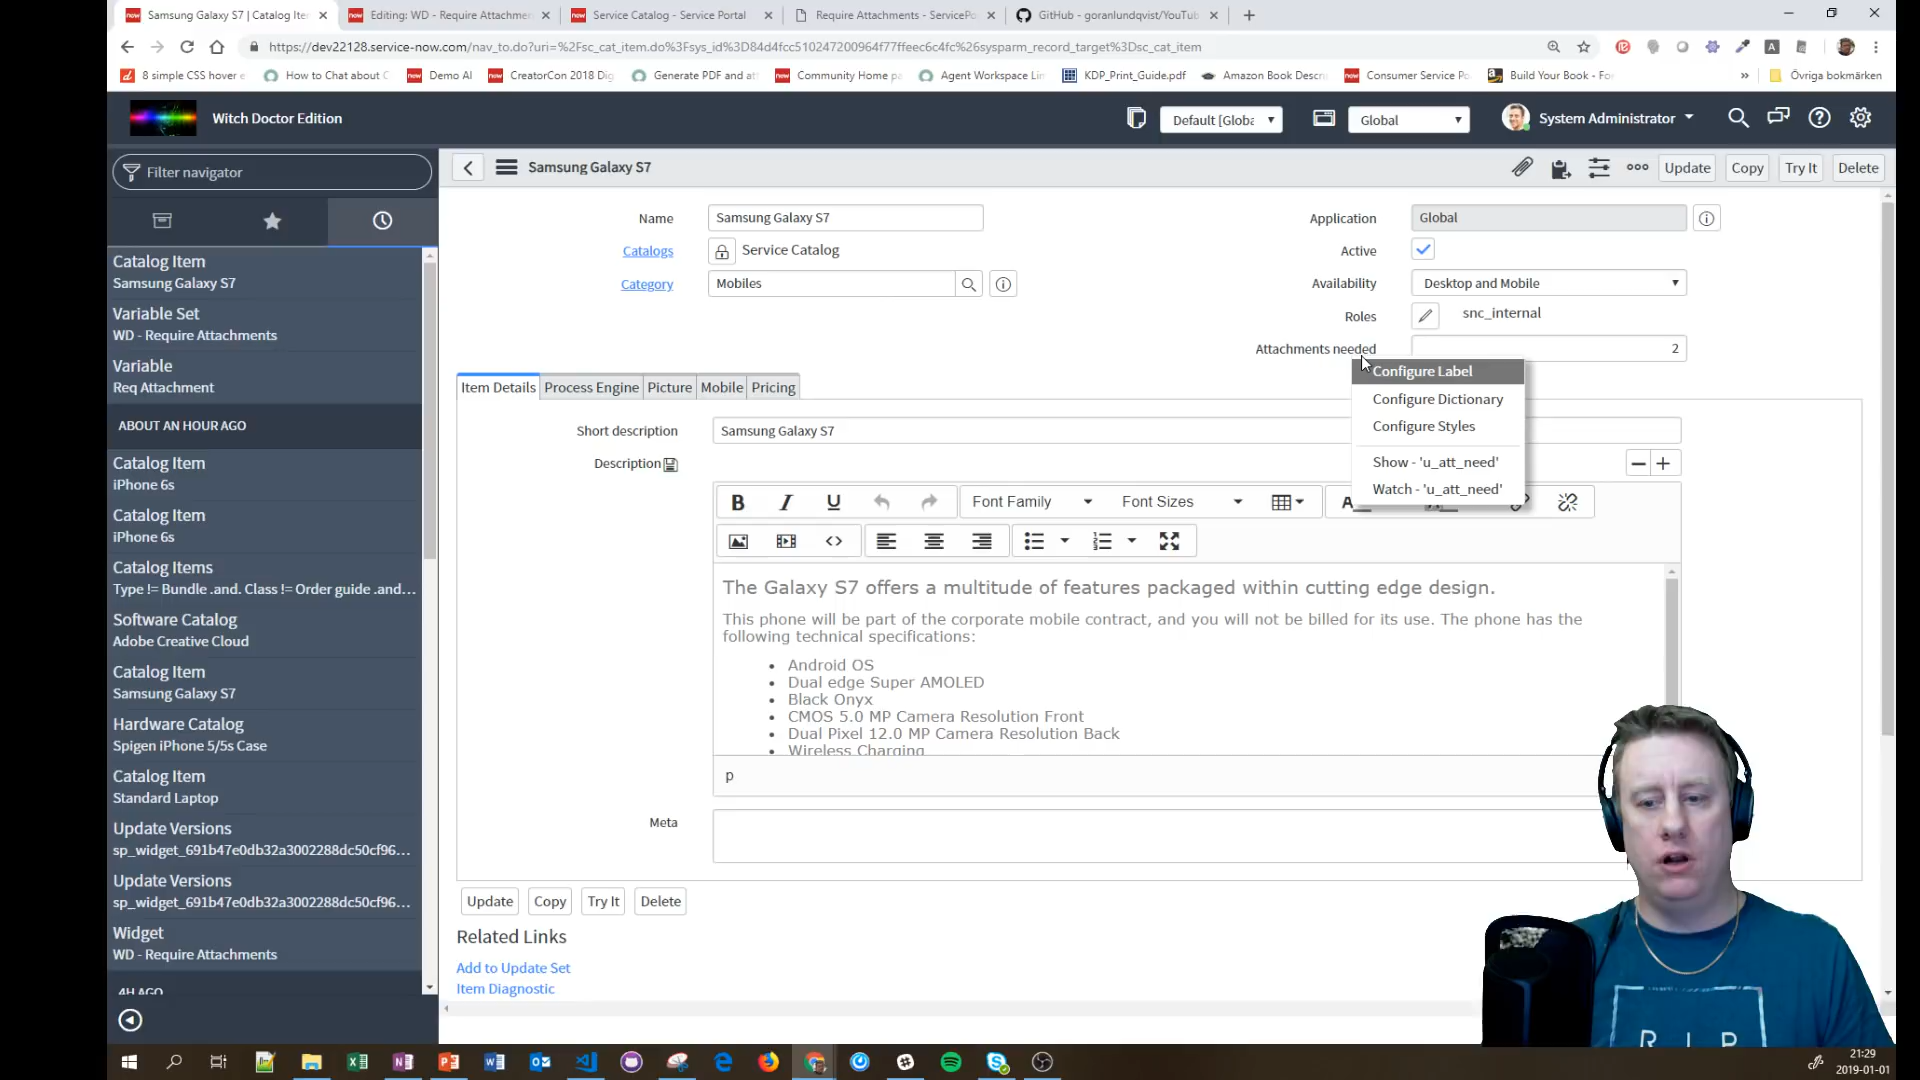 Samsung Galaxy S7 | Catalog Ite
Editing: WD - Require Attachmen
Service Catalog - Service Portal
Require Attachments - ServicePo
GitHub - goranlundqvist/YouTub
https://dev22128.service-now.com/nav_to.do?uri=%2Fsc_cat_item.do%3Fsys_id%3D84d4fcc510247200964f77ffeec6c4fc%26sysparm_record_target%3Dsc_cat_item
8 simple CSS hover e
How to Chat about C
Demo AI
CreatorCon 2018 Dig
Generate PDF and at
Community Home pa
Agent Workspace Lin
KDP_Print_Guide.pdf
Amazon Book Descri
Consumer Service Po
Build Your Book - Fo
Övriga bokmärken
Witch Doctor Edition
Default [Globa
Global
System Administrator
Filter navigator
Samsung Galaxy S7
Update
Copy
Try It
Delete
Catalog Item
Samsung Galaxy S7
Variable Set
WD - Require Attachments
Variable
Req Attachment
ABOUT AN HOUR AGO
Catalog Item
iPhone 6s
Catalog Item
iPhone 6s
Catalog Items
Type != Bundle .and. Class != Order guide .and...
Software Catalog
Adobe Creative Cloud
Catalog Item
Samsung Galaxy S7
Hardware Catalog
Spigen iPhone 5/5s Case
Catalog Item
Standard Laptop
Update Versions
sp_widget_691b47e0db32a3002288dc50cf96...
Update Versions
sp_widget_691b47e0db32a3002288dc50cf96...
Widget
WD - Require Attachments
4H AGO
Name
Samsung Galaxy S7
Catalogs
Service Catalog
Category
Mobiles
Application
Global
Active
Availability
Desktop and Mobile
Roles
snc_internal
Attachments needed
2
Configure Label
Configure Dictionary
Configure Styles
Show - 'u_att_need'
Watch - 'u_att_need'
Item Details
Process Engine
Picture
Mobile
Pricing
Short description
Samsung Galaxy S7
Description
B I U
Font Family
Font Sizes
A
The Galaxy S7 offers a multitude of features packaged within cutting edge design.
This phone will be part of the corporate mobile contract, and you will not be billed for its use. The phone has the
following technical specifications:
• Android OS
• Dual edge Super AMOLED
• Black Onyx
• CMOS 5.0 MP Camera Resolution Front
• Dual Pixel 12.0 MP Camera Resolution Back
• Wireless Charging
p
Meta
Update
Copy
Try It
Delete
Related Links
Add to Update Set
Item Diagnostic
R I P
21:29
2019-01-01